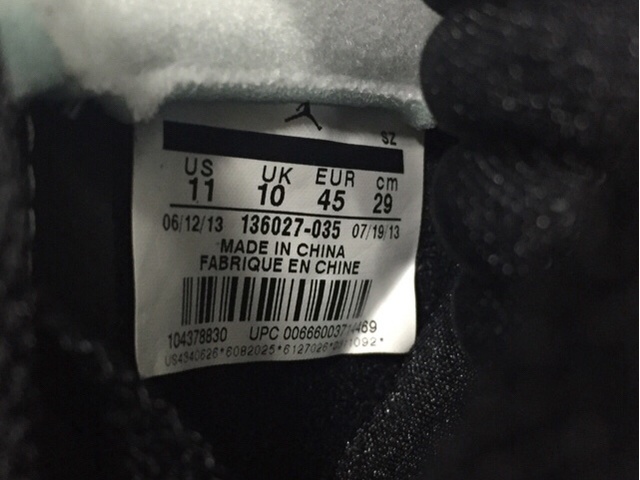 SZ
US UK EUR cm
11 10 45 29
06/12/13 136027-035 07/19/13
MADE IN CHINA
FABRIQUE EN CHINE
104378830 UPC